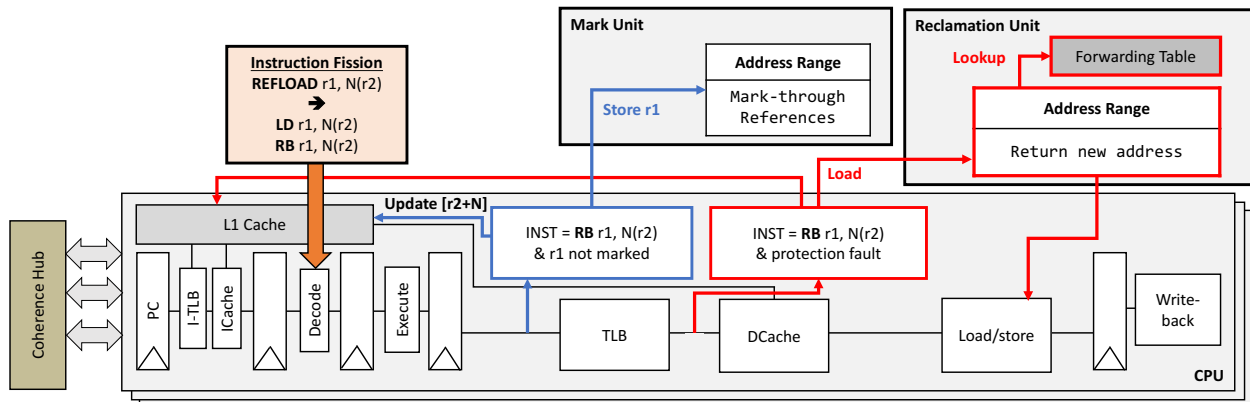 Mark Unit
Reclamation Unit
Instruction Fission
REFLOAD r1, N(r2)
➔
LD r1, N(r2)
RB r1, N(r2)
Address Range
Mark-through
References
Lookup
Forwarding Table
Address Range
Return new address
Store r1
Load
Update [r2+N]
L1 Cache
INST = RB r1, N(r2)
& r1 not marked
INST = RB r1, N(r2)
& protection fault
Coherence Hub
PC
I-TLB
ICache
Decode
Execute
TLB
DCache
Load/store
Write-
back
CPU